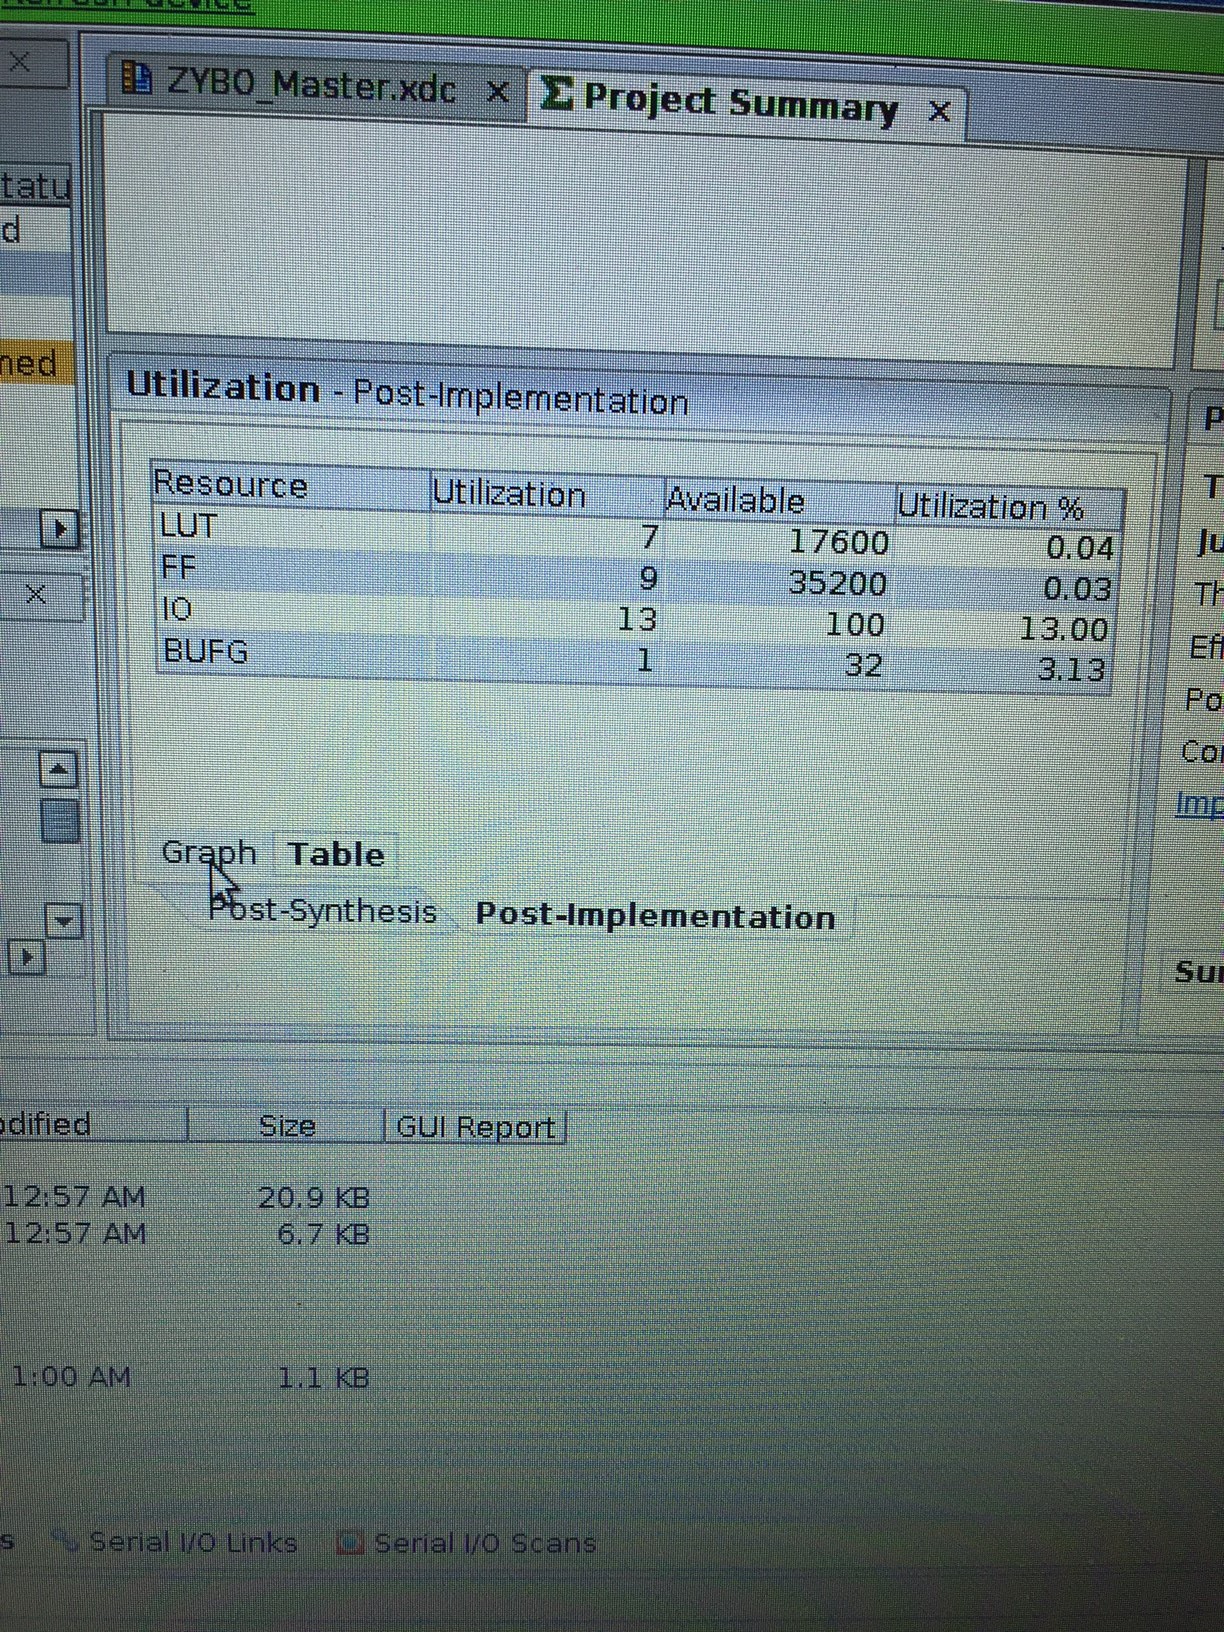 ZYBO_Master.xdc
Project Summary
tatu
d
ned
Utilization - Post-Implementation
Resource Utilization Available Utilization %
LUT 7 17600 0.04
FF 9 35200 0.03
IO 13 100 13.00
BUFG 1 32 3.13
Graph Table
Post-Synthesis Post-Implementation
P
T
Ju
Th
Eff
Po
Con
Imp
Sum
odified Size GUI Report
12:57 AM 20.9 KB
12:57 AM 6.7 KB
1:00 AM 1.1 KB
s Serial I/O Links Serial I/O Scans